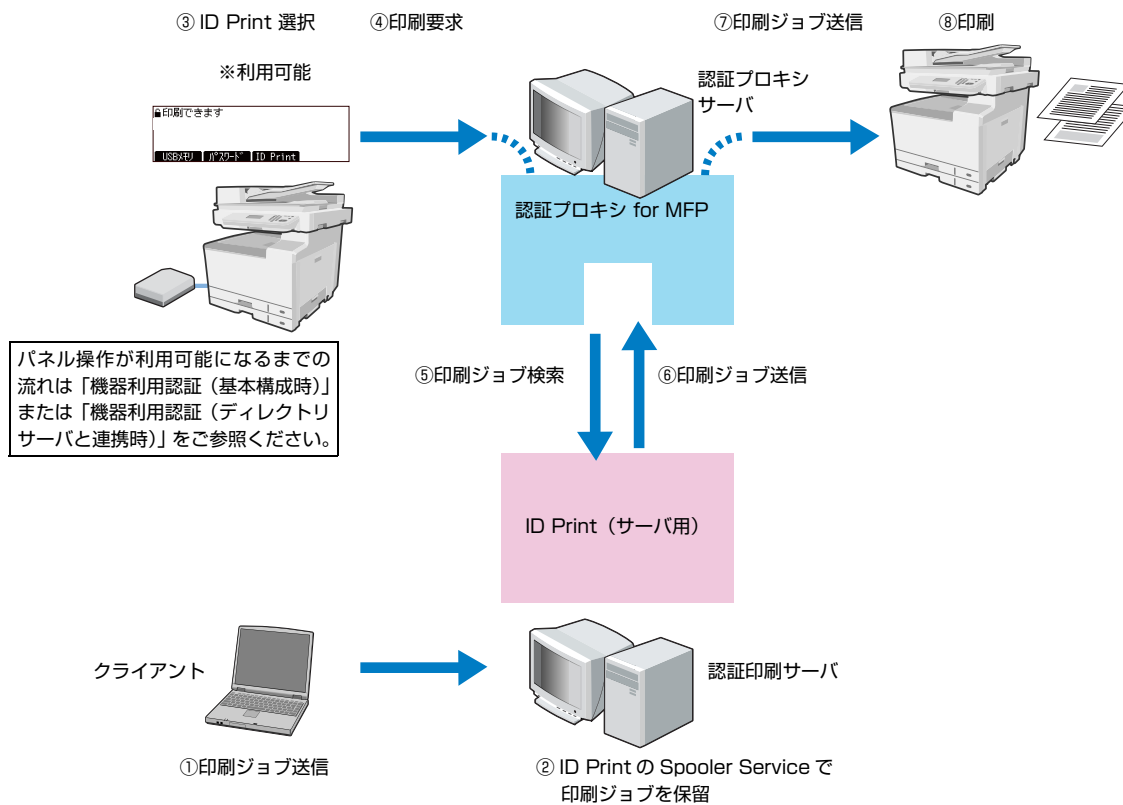 ③ ID Print 選択
④印刷要求
⑦印刷ジョブ送信
⑧印刷
※利用可能
認証プロキシ
サーバ
印刷できます
USBメモリ
パスワード
ID Print
認証プロキシ for MFP
パネル操作が利用可能になるまでの
流れは「機器利用認証（基本構成時）」
または「機器利用認証（ディレクトリ
サーバと連携時）」をご参照ください。
⑤印刷ジョブ検索
⑥印刷ジョブ送信
ID Print（サーバ用）
クライアント
認証印刷サーバ
①印刷ジョブ送信
② ID Print の Spooler Service で
印刷ジョブを保留